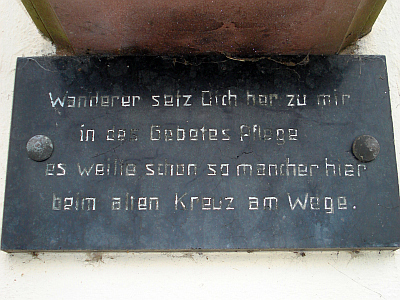 Wanderer setz Dich her zu mir
in das Gebetes Pflege
es weilte schon so mancher hier
beim alten Kreuz am Wege.